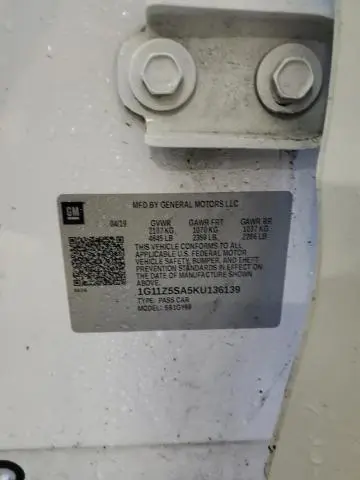 GM
MFD BY GENERAL MOTORS LLC
04/19 GVWR GAWR FRT GAWR RR
2107 KG 1070 KG 1037 KG
4645 LB 2359 LB 2286 LB
THIS VEHICLE CONFORMS TO ALL
APPLICABLE U.S. FEDERAL MOTOR
VEHICLE SAFETY, BUMPER, AND THEFT
PREVENTION STANDARDS IN EFFECT ON
THE DATE OF MANUFACTURE SHOWN
ABOVE.
1G11Z5SA5KU136139
TYPE: PASS CAR
MODEL: